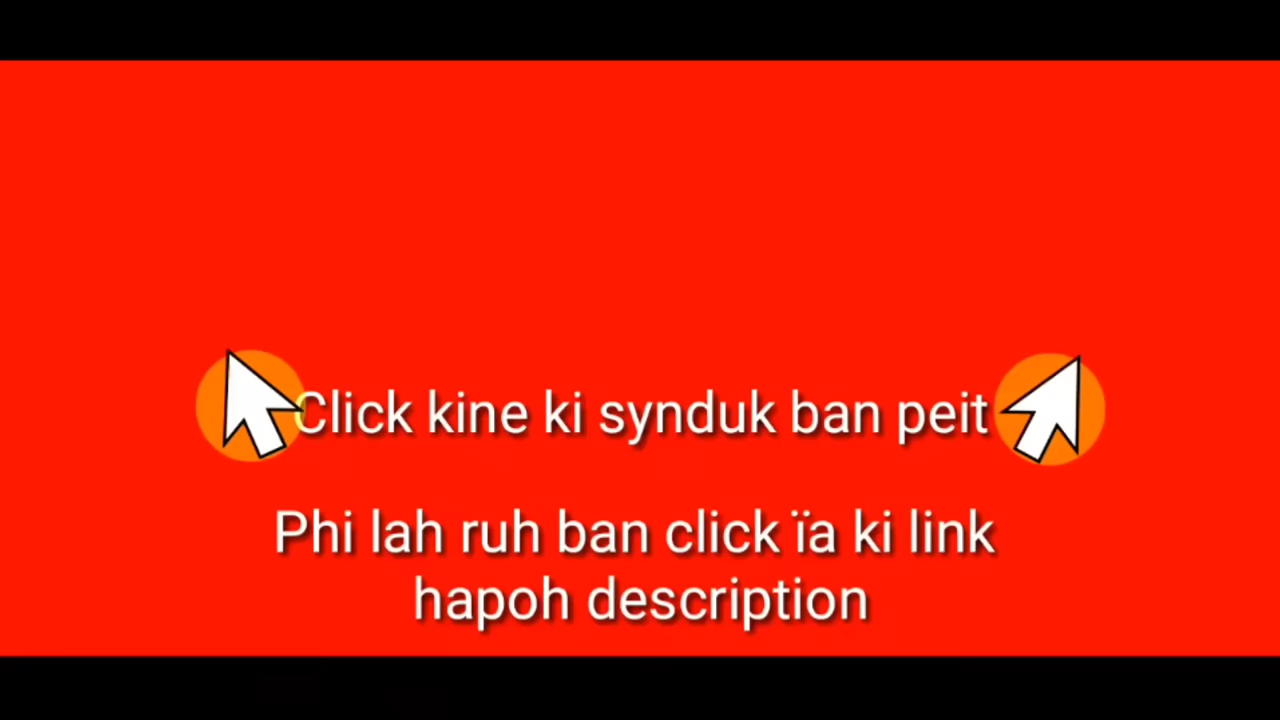 Click kine ki synduk ban peit
Phi lah ruh ban click ïa ki link
hapoh description